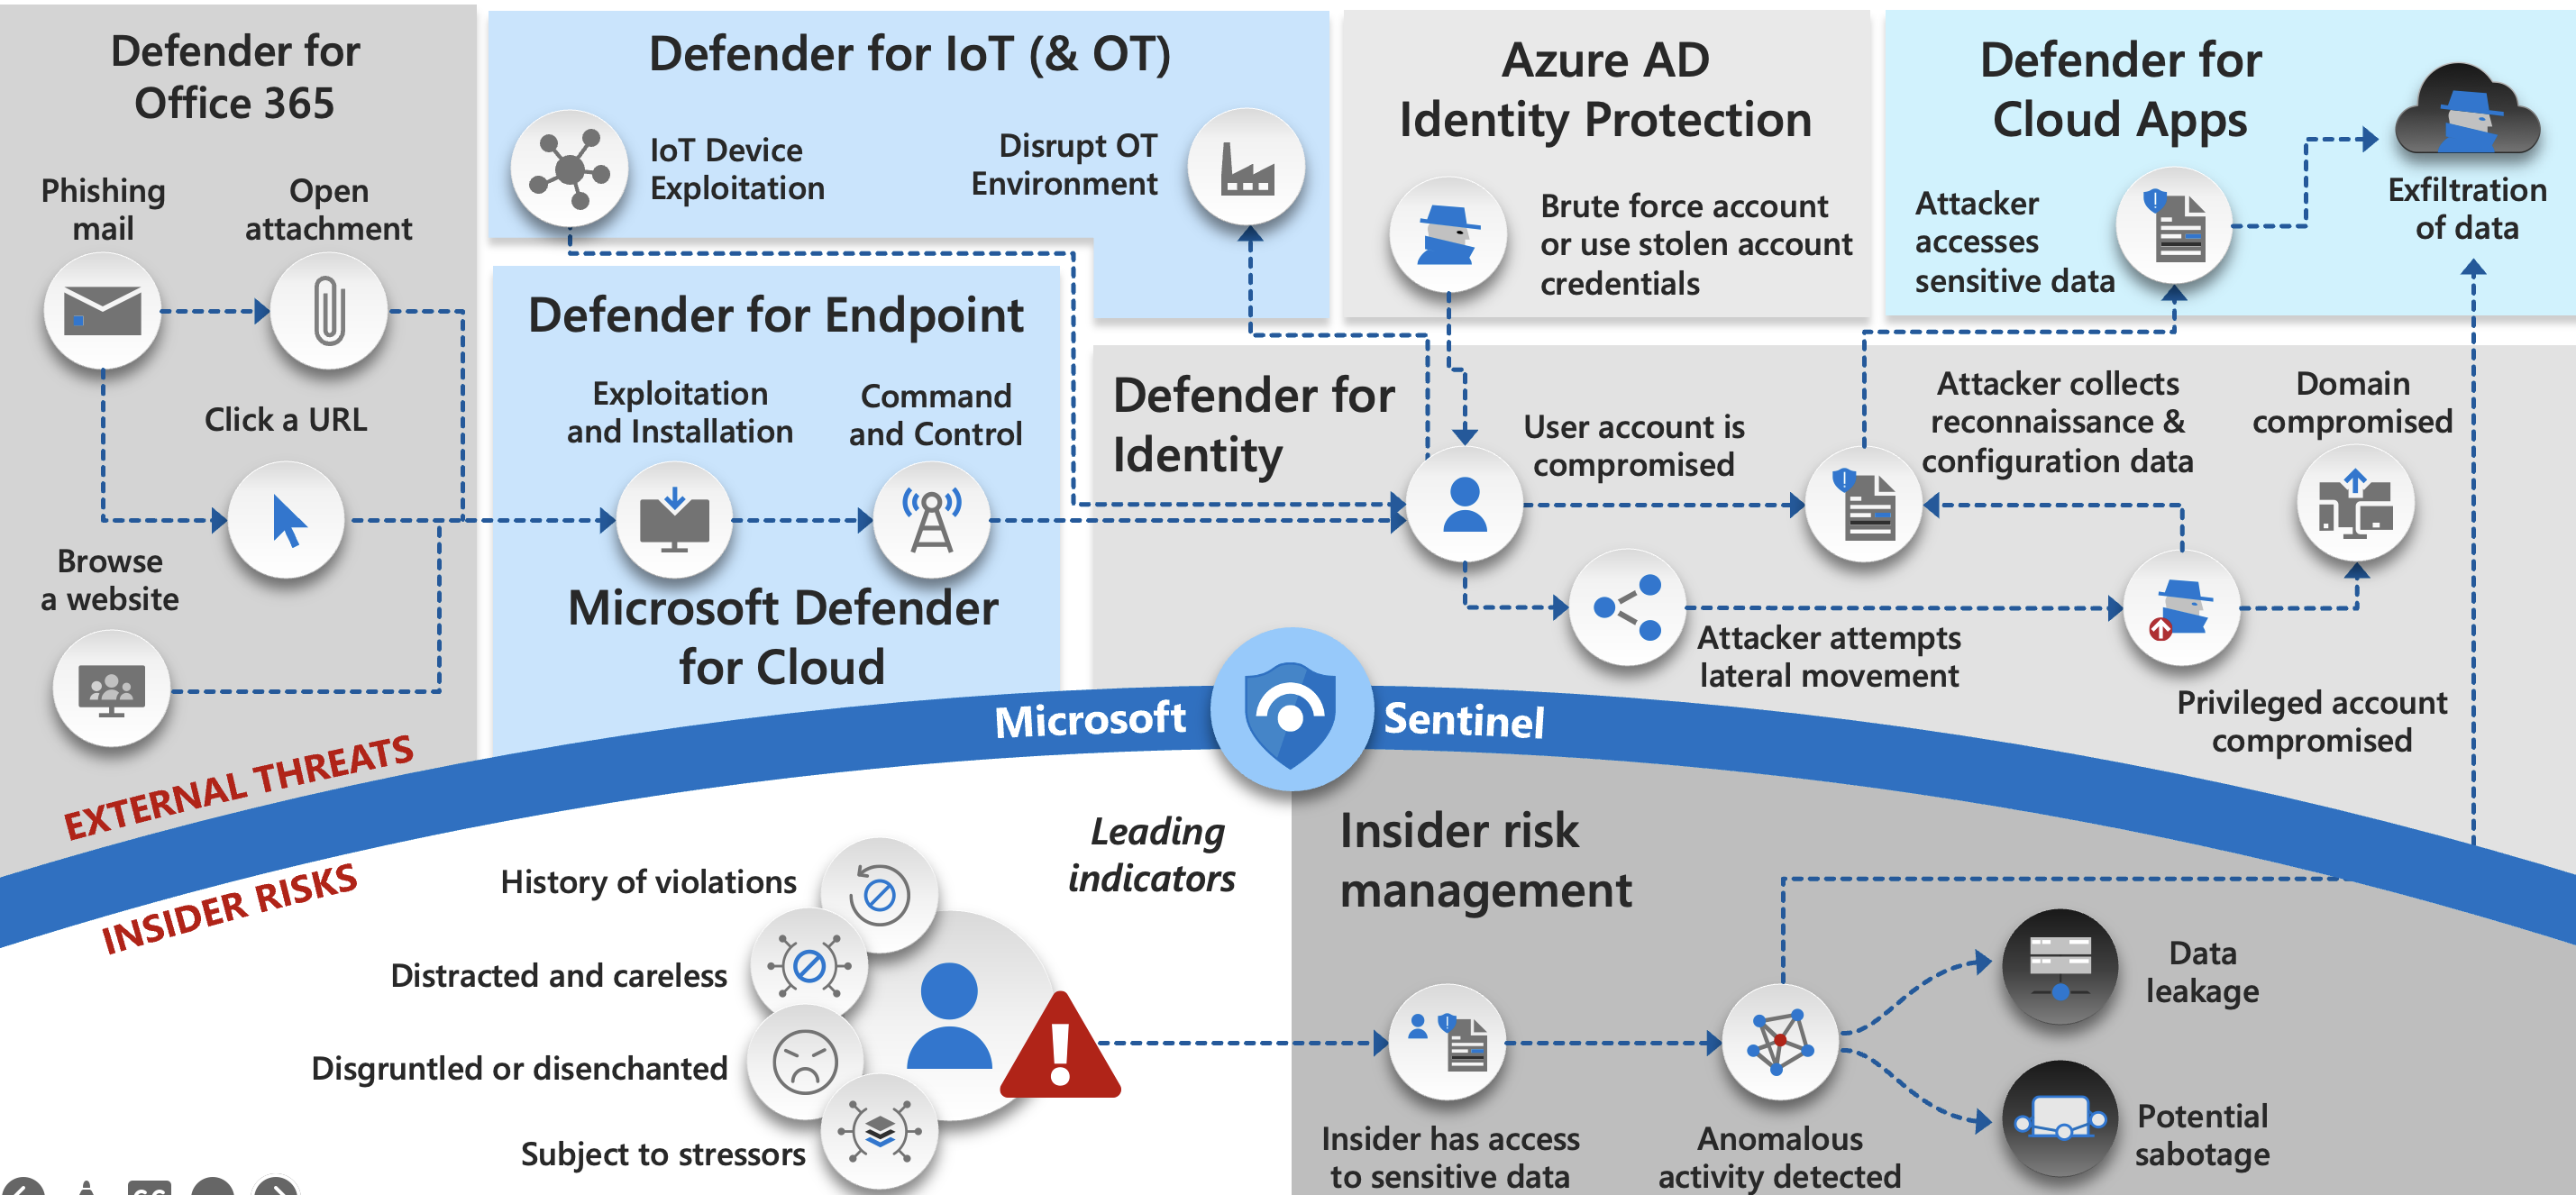 Defender for
Office 365
Phishing
mail
Open
attachment
Click a URL
Browse
a website
Defender for IoT (& OT)
IoT Device
Exploitation
Disrupt OT
Environment
Defender for Endpoint
Exploitation
and Installation
Command
and Control
Microsoft Defender
for Cloud
Azure AD
Identity Protection
Brute force account
or use stolen account
credentials
Defender for
Cloud Apps
Attacker
accesses
sensitive data
Exfiltration
of data
Defender for
Identity
User account is
compromised
Attacker collects
reconnaissance &
configuration data
Domain
compromised
Attacker attempts
lateral movement
Privileged account
compromised
Microsoft Sentinel
EXTERNAL THREATS
INSIDER RISKS
Leading
indicators
History of violations
Distracted and careless
Disgruntled or disenchanted
Subject to stressors
Insider risk
management
Insider has access
to sensitive data
Anomalous
activity detected
Data
leakage
Potential
sabotage